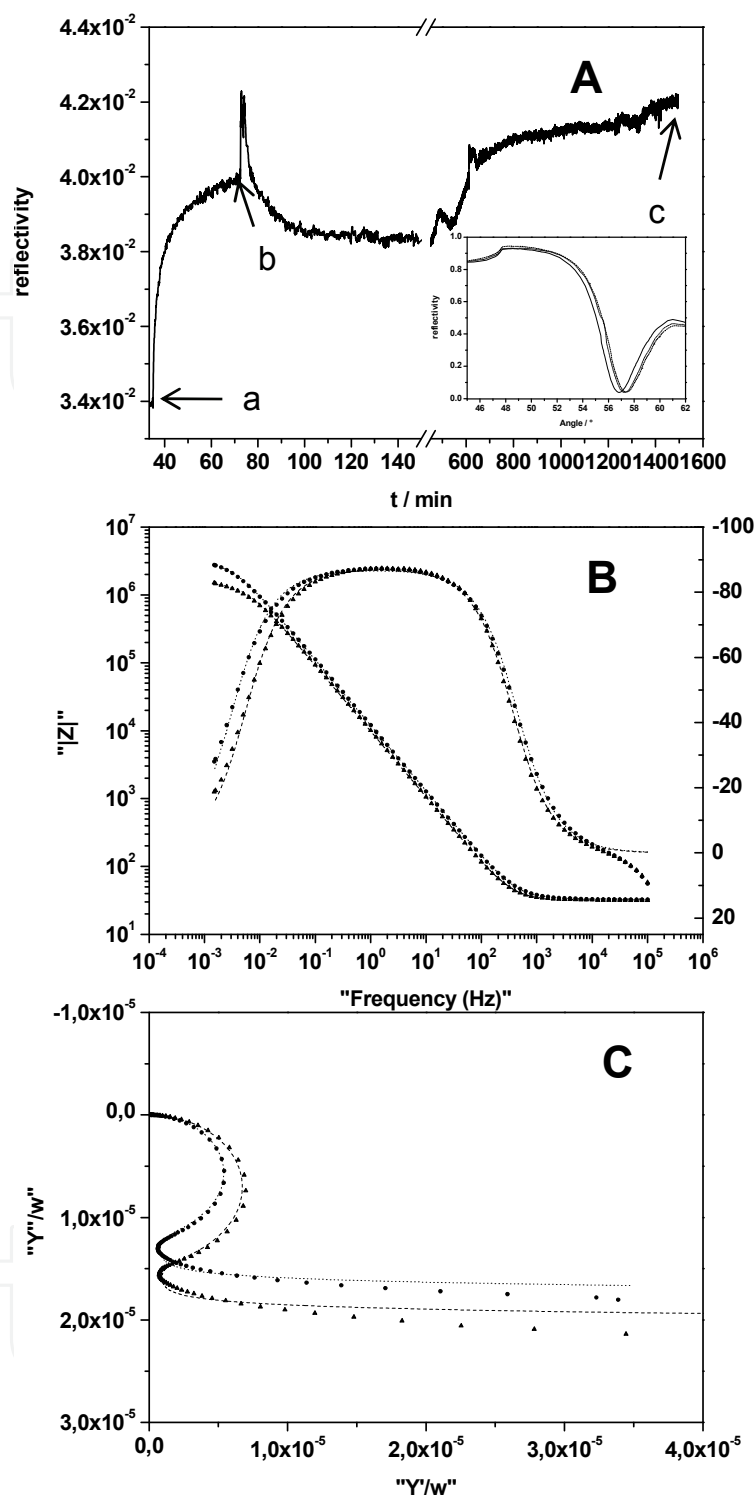 4.4x10⁻²
4.2x10⁻²
4.0x10⁻²
3.8x10⁻²
3.6x10⁻²
3.4x10⁻²
reflectivity
A
a
b
c
1.0
0.8
0.6
0.4
0.2
0.0
reflectivity
46 48 50 52 54 56 58 60 62
Angle / °
40 60 80 100 120 140 600 800 1000 1200 1400 1600
t / min
10⁷
10⁶
10⁵
10⁴
10³
10²
10¹
"|Z|"
B
-100
-80
-60
-40
-20
0
20
10⁻⁴ 10⁻³ 10⁻² 10⁻¹ 10⁰ 10¹ 10² 10³ 10⁴ 10⁵ 10⁶
"Frequency (Hz)"
-1,0x10⁻⁵
0,0
1,0x10⁻⁵
2,0x10⁻⁵
3,0x10⁻⁵
"Y''/w"
C
0,0 1,0x10⁻⁵ 2,0x10⁻⁵ 3,0x10⁻⁵ 4,0x10⁻⁵
"Y'/w"